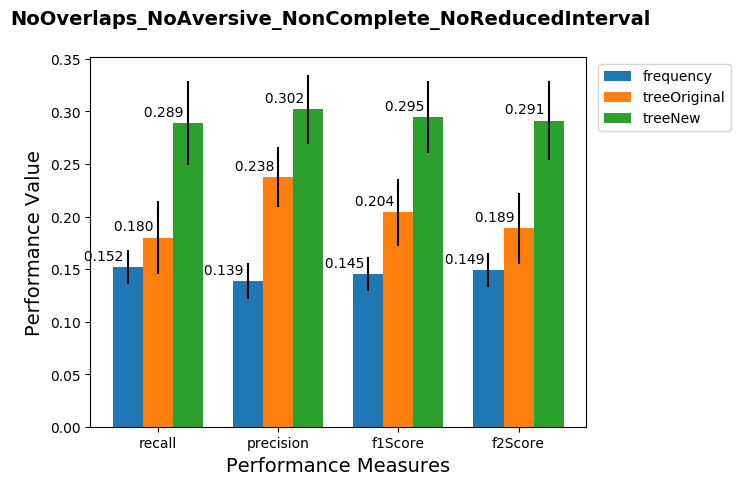 NoOverlaps_NoAversive_NonComplete_NoReducedInterval
0.35
0.30
0.25
0.20
0.15
0.10
0.05
0.00
Performance Value
0.152
0.180
0.289
0.139
0.238
0.302
0.145
0.204
0.295
0.149
0.189
0.291
recall
precision
f1Score
f2Score
Performance Measures
frequency
treeOriginal
treeNew